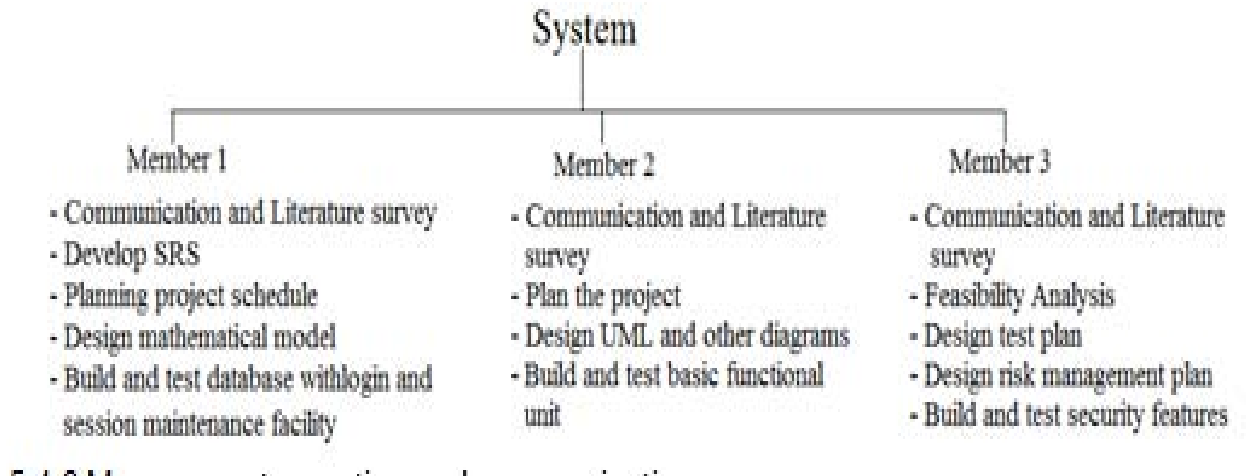 System
Member 1
- Communication and Literature survey
- Develop SRS
- Planning project schedule
- Design mathematical model
- Build and test database withlogin and
session maintenance facility
Member 2
- Communication and Literature
survey
- Plan the project
- Design UML and other diagrams
- Build and test basic functional
unit
Member 3
- Communication and Literature
survey
- Feasibility Analysis
- Design test plan
- Design risk management plan
- Build and test security features